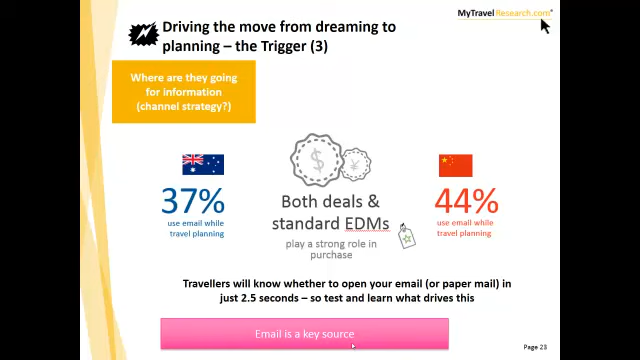 MyTravelResearch.com®
Driving the move from dreaming to
planning – the Trigger (3)
Where are they going
for information
(channel strategy?)
$
¥
37%
use email while
travel planning
Both deals &
standard EDMs
play a strong role in
purchase
44%
use email while
travel planning
Travellers will know whether to open your email (or paper mail) in
just 2.5 seconds – so test and learn what drives this
Email is a key source
Page 23